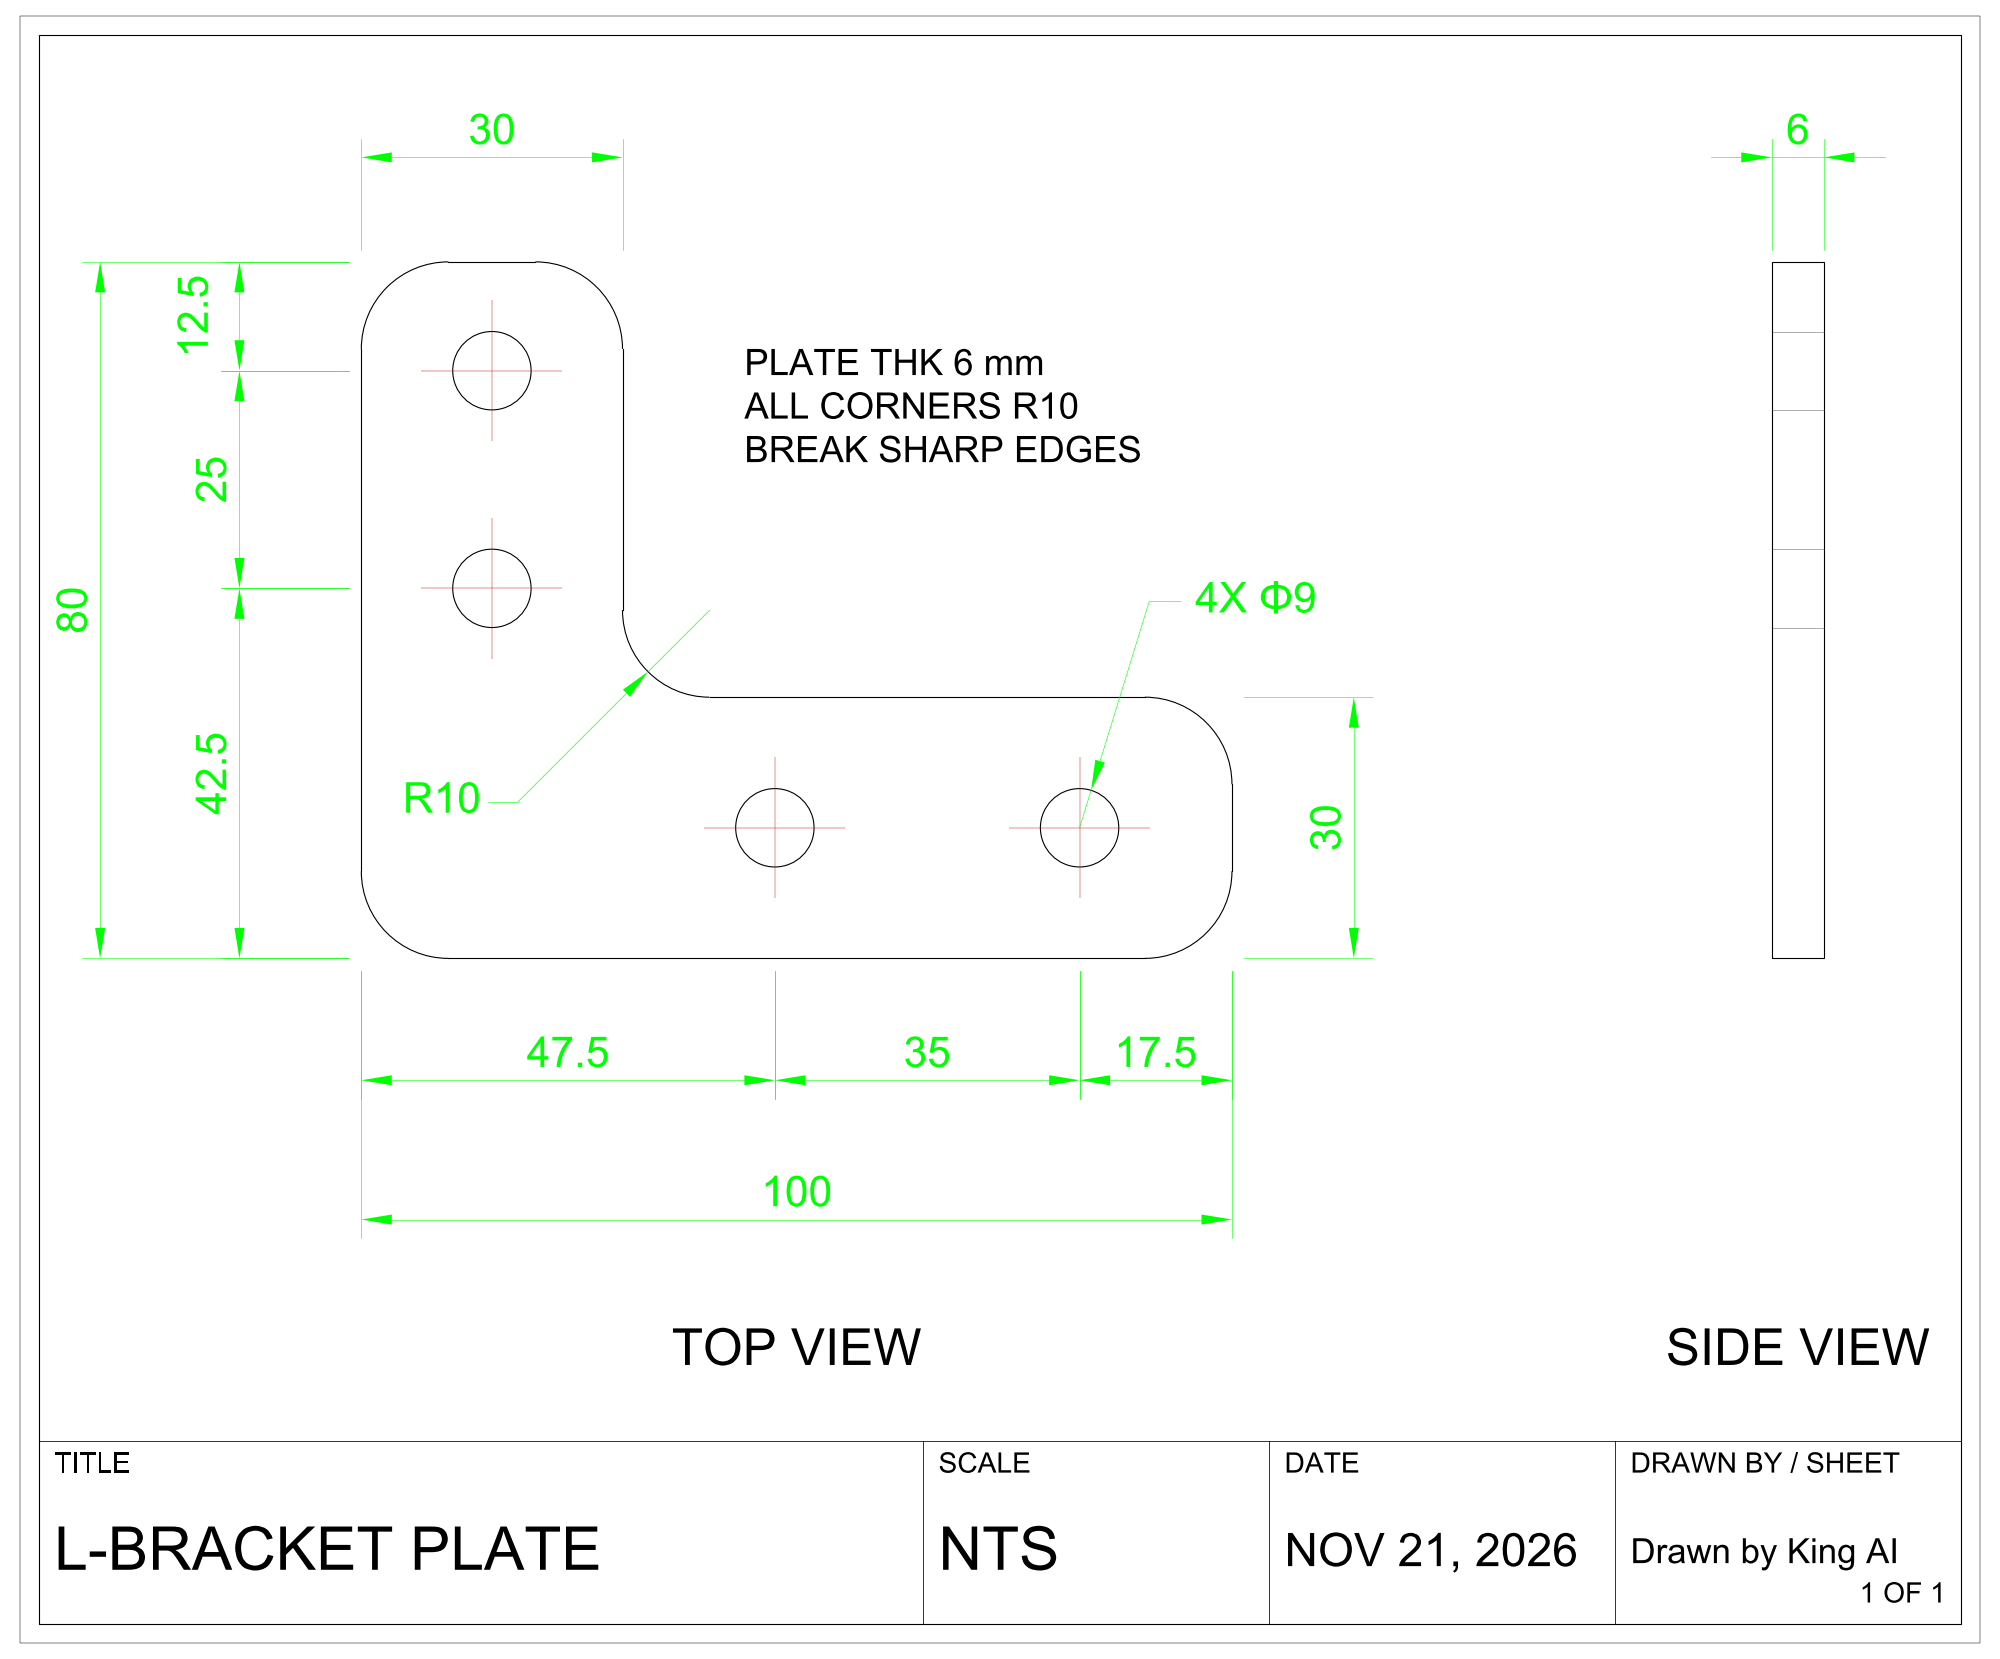 30
6
12.5
25
80
42.5
PLATE THK 6 mm
ALL CORNERS R10
BREAK SHARP EDGES
4X Φ9
R10
30
47.5
35
17.5
100
TOP VIEW
SIDE VIEW
TITLE
L-BRACKET PLATE
SCALE
NTS
DATE
NOV 21, 2026
DRAWN BY / SHEET
Drawn by King AI
1 OF 1